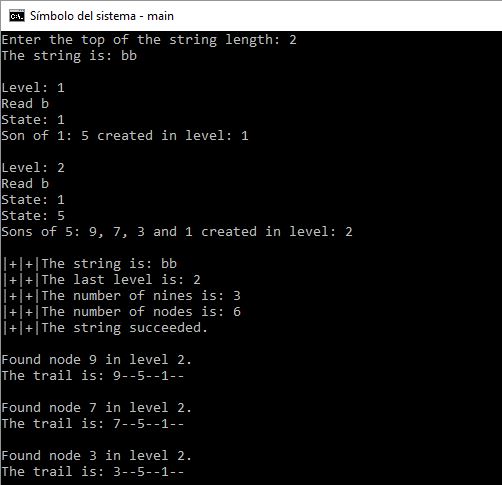 Símbolo del sistema - main
Enter the top of the string length: 2
The string is: bb
Level: 1
Read b
State: 1
Son of 1: 5 created in level: 1
Level: 2
Read b
State: 1
State: 5
Sons of 5: 9, 7, 3 and 1 created in level: 2
|+|+|The string is: bb
|+|+|The last level is: 2
|+|+|The number of nines is: 3
|+|+|The number of nodes is: 6
|+|+|The string succeeded.
Found node 9 in level 2.
The trail is: 9--5--1--
Found node 7 in level 2.
The trail is: 7--5--1--
Found node 3 in level 2.
The trail is: 3--5--1--